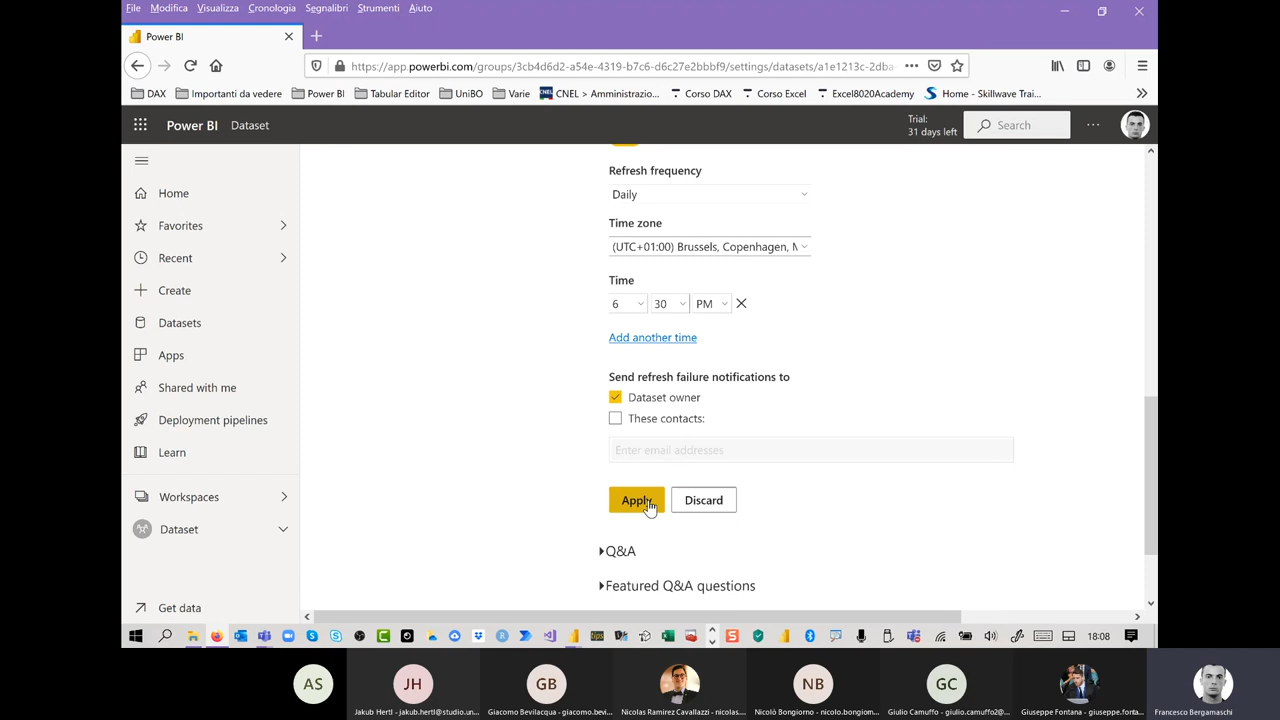 File Modifica Visualizza Cronologia Segnalibri Strumenti Aiuto
Power BI
https://app.powerbi.com/groups/3cb4d6d2-a54e-4319-b7c6-d6c27e2bbbf9/settings/datasets/a1e1213c-2dba-
DAX Importanti da vedere Power BI Tabular Editor UniBO Varie CNEL > Amministrazio... Corso DAX Corso Excel Excel8020Academy Home - Skillwave Trai...
Power BI Dataset
Trial:
31 days left
Search
Home
Favorites
Recent
Create
Datasets
Apps
Shared with me
Deployment pipelines
Learn
Workspaces
Dataset
Get data
Refresh frequency
Daily
Time zone
(UTC+01:00) Brussels, Copenhagen,
Time
6 30 PM
Add another time
Send refresh failure notifications to
Dataset owner
These contacts:
Enter email addresses
Apply Discard
Q&A
Featured Q&A questions
18:08
AS JH GB NB GC
Jakub Hertl - jakub.hertl@studio.un... Giacomo Bevilacqua - giacomo.bevi... Nicolas Ramirez Cavallazzi - nicolas.... Nicolò Bongiorno - nicolo.bongiorn... Giulio Camuffo - giulio.camuffo2@... Giuseppe Fontana - giuseppe.fonta... Francesco Bergamaschi